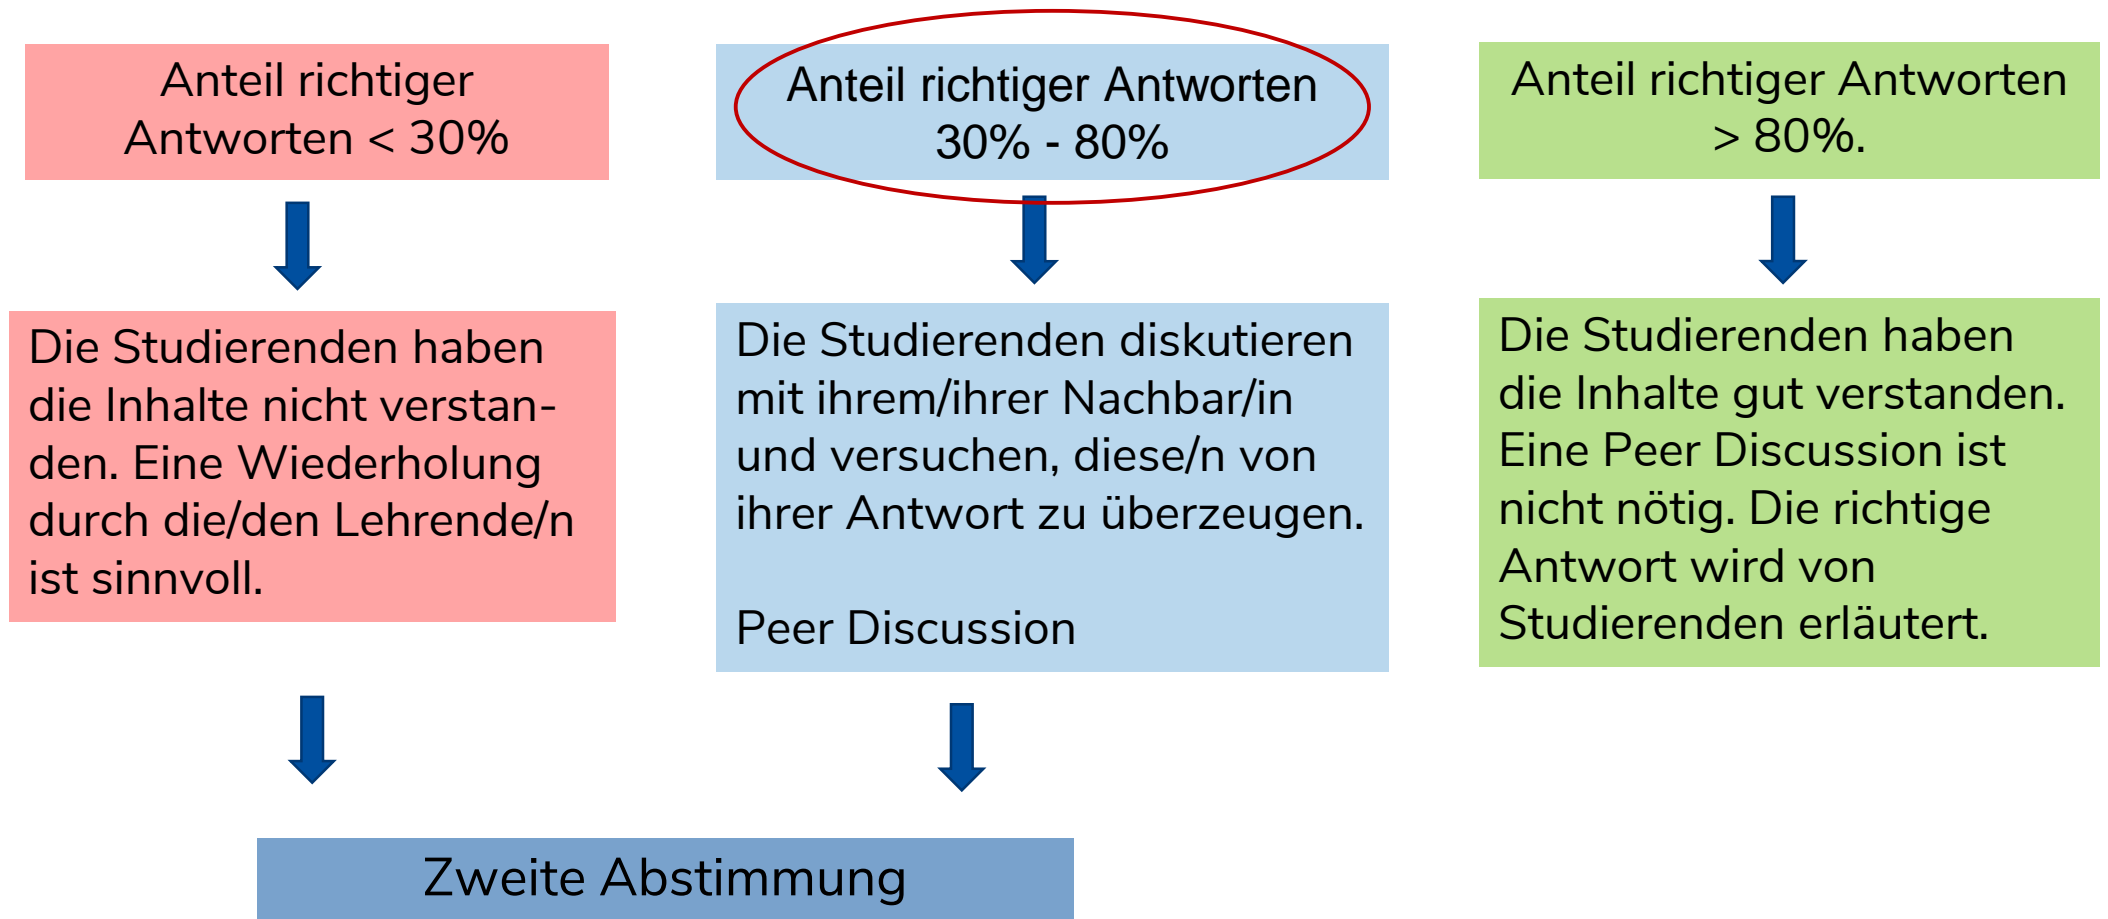 Anteil richtiger
Antworten < 30%
Anteil richtiger Antworten
30% - 80%
Anteil richtiger Antworten
> 80%.
Die Studierenden haben
die Inhalte nicht verstan-
den. Eine Wiederholung
durch die/den Lehrende/n
ist sinnvoll.
Die Studierenden diskutieren
mit ihrem/ihrer Nachbar/in
und versuchen, diese/n von
ihrer Antwort zu überzeugen.
Peer Discussion
Die Studierenden haben
die Inhalte gut verstanden.
Eine Peer Discussion ist
nicht nötig. Die richtige
Antwort wird von
Studierenden erläutert.
Zweite Abstimmung